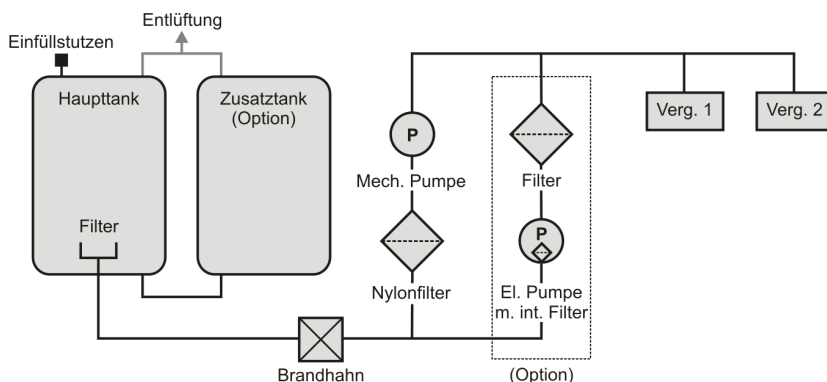 Entlüftung
Einfüllstutzen
Haupttank
Zusatztank
(Option)
Filter
Brandhahn
P
Mech. Pumpe
Nylonfilter
Filter
P
El. Pumpe
m. int. Filter
(Option)
Verg. 1
Verg. 2